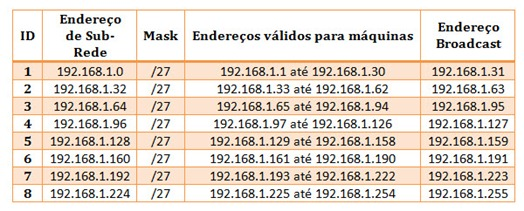 ID Endereço de Sub-Rede Mask Endereços válidos para máquinas Endereço Broadcast
1 192.168.1.0 /27 192.168.1.1 até 192.168.1.30 192.168.1.31
2 192.168.1.32 /27 192.168.1.33 até 192.168.1.62 192.168.1.63
3 192.168.1.64 /27 192.168.1.65 até 192.168.1.94 192.168.1.95
4 192.168.1.96 /27 192.168.1.97 até 192.168.1.126 192.168.1.127
5 192.168.1.128 /27 192.168.1.129 até 192.168.1.158 192.168.1.159
6 192.168.1.160 /27 192.168.1.161 até 192.168.1.190 192.168.1.191
7 192.168.1.192 /27 192.168.1.193 até 192.168.1.222 192.168.1.223
8 192.168.1.224 /27 192.168.1.225 até 192.168.1.254 192.168.1.255